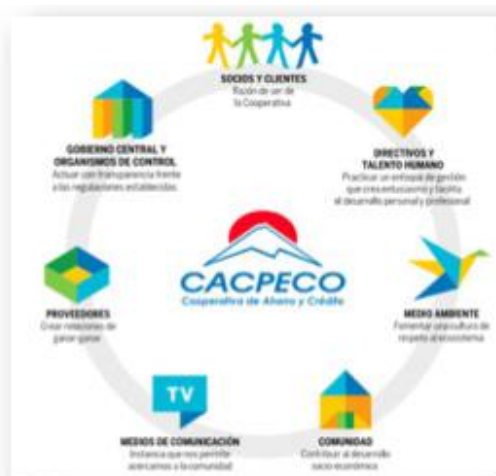 SOCIOS Y CLIENTES
Razón de ser de
la Cooperativa
DIRECTIVOS Y
TALENTO HUMANO
Practicar un enfoque de gestión
que crea entusiasmo y facilita
el desarrollo personal y profesional
MEDIO AMBIENTE
Fomentar una cultura de
respeto al ecosistema
COMUNIDAD
Contribuir al desarrollo
socio-económico
TV
MEDIOS DE COMUNICACIÓN
Instancia que nos permite
acercarnos a la comunidad
PROVEEDORES
Crear relaciones de
ganar-ganar
GOBIERNO CENTRAL Y
ORGANISMOS DE CONTROL
Actuar con transparencia frente
a las regulaciones establecidas
CACPECO
Cooperativa de Ahorro y Crédito